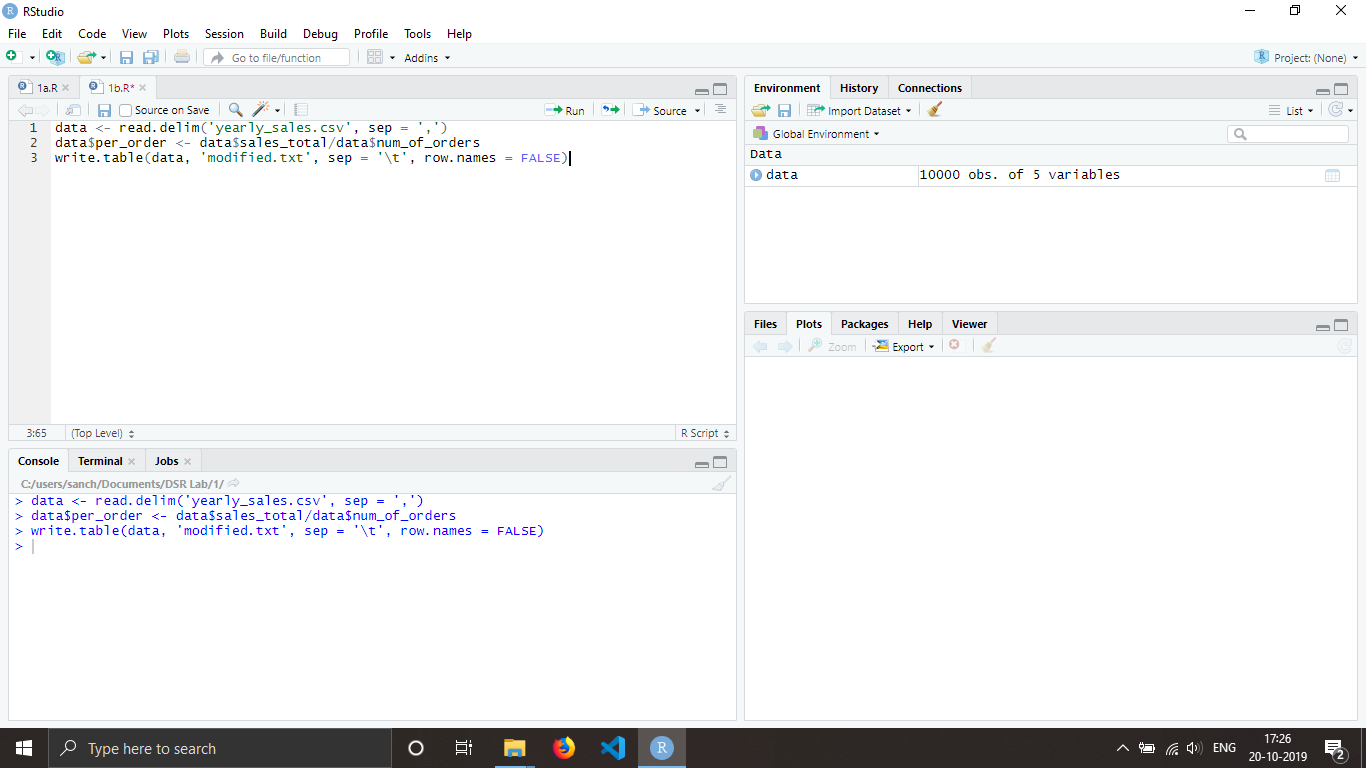 RStudio
File Edit Code View Plots Session Build Debug Profile Tools Help
Go to file/function Addins Project: (None)
1a.R 1b.R*
Source on Save Run Source
1 data <- read.delim('yearly_sales.csv', sep = ',')
2 data$per_order <- data$sales_total/data$num_of_orders
3 write.table(data, 'modified.txt', sep = '\t', row.names = FALSE)
3:65 (Top Level) R Script
Console Terminal Jobs
C:/users/sanch/Documents/DSR Lab/1/
> data <- read.delim('yearly_sales.csv', sep = ',')
> data$per_order <- data$sales_total/data$num_of_orders
> write.table(data, 'modified.txt', sep = '\t', row.names = FALSE)
>
Environment History Connections
Import Dataset List
Global Environment
Data
data 10000 obs. of 5 variables
Files Plots Packages Help Viewer
Zoom Export
Type here to search
R
ENG
17:26
20-10-2019
2